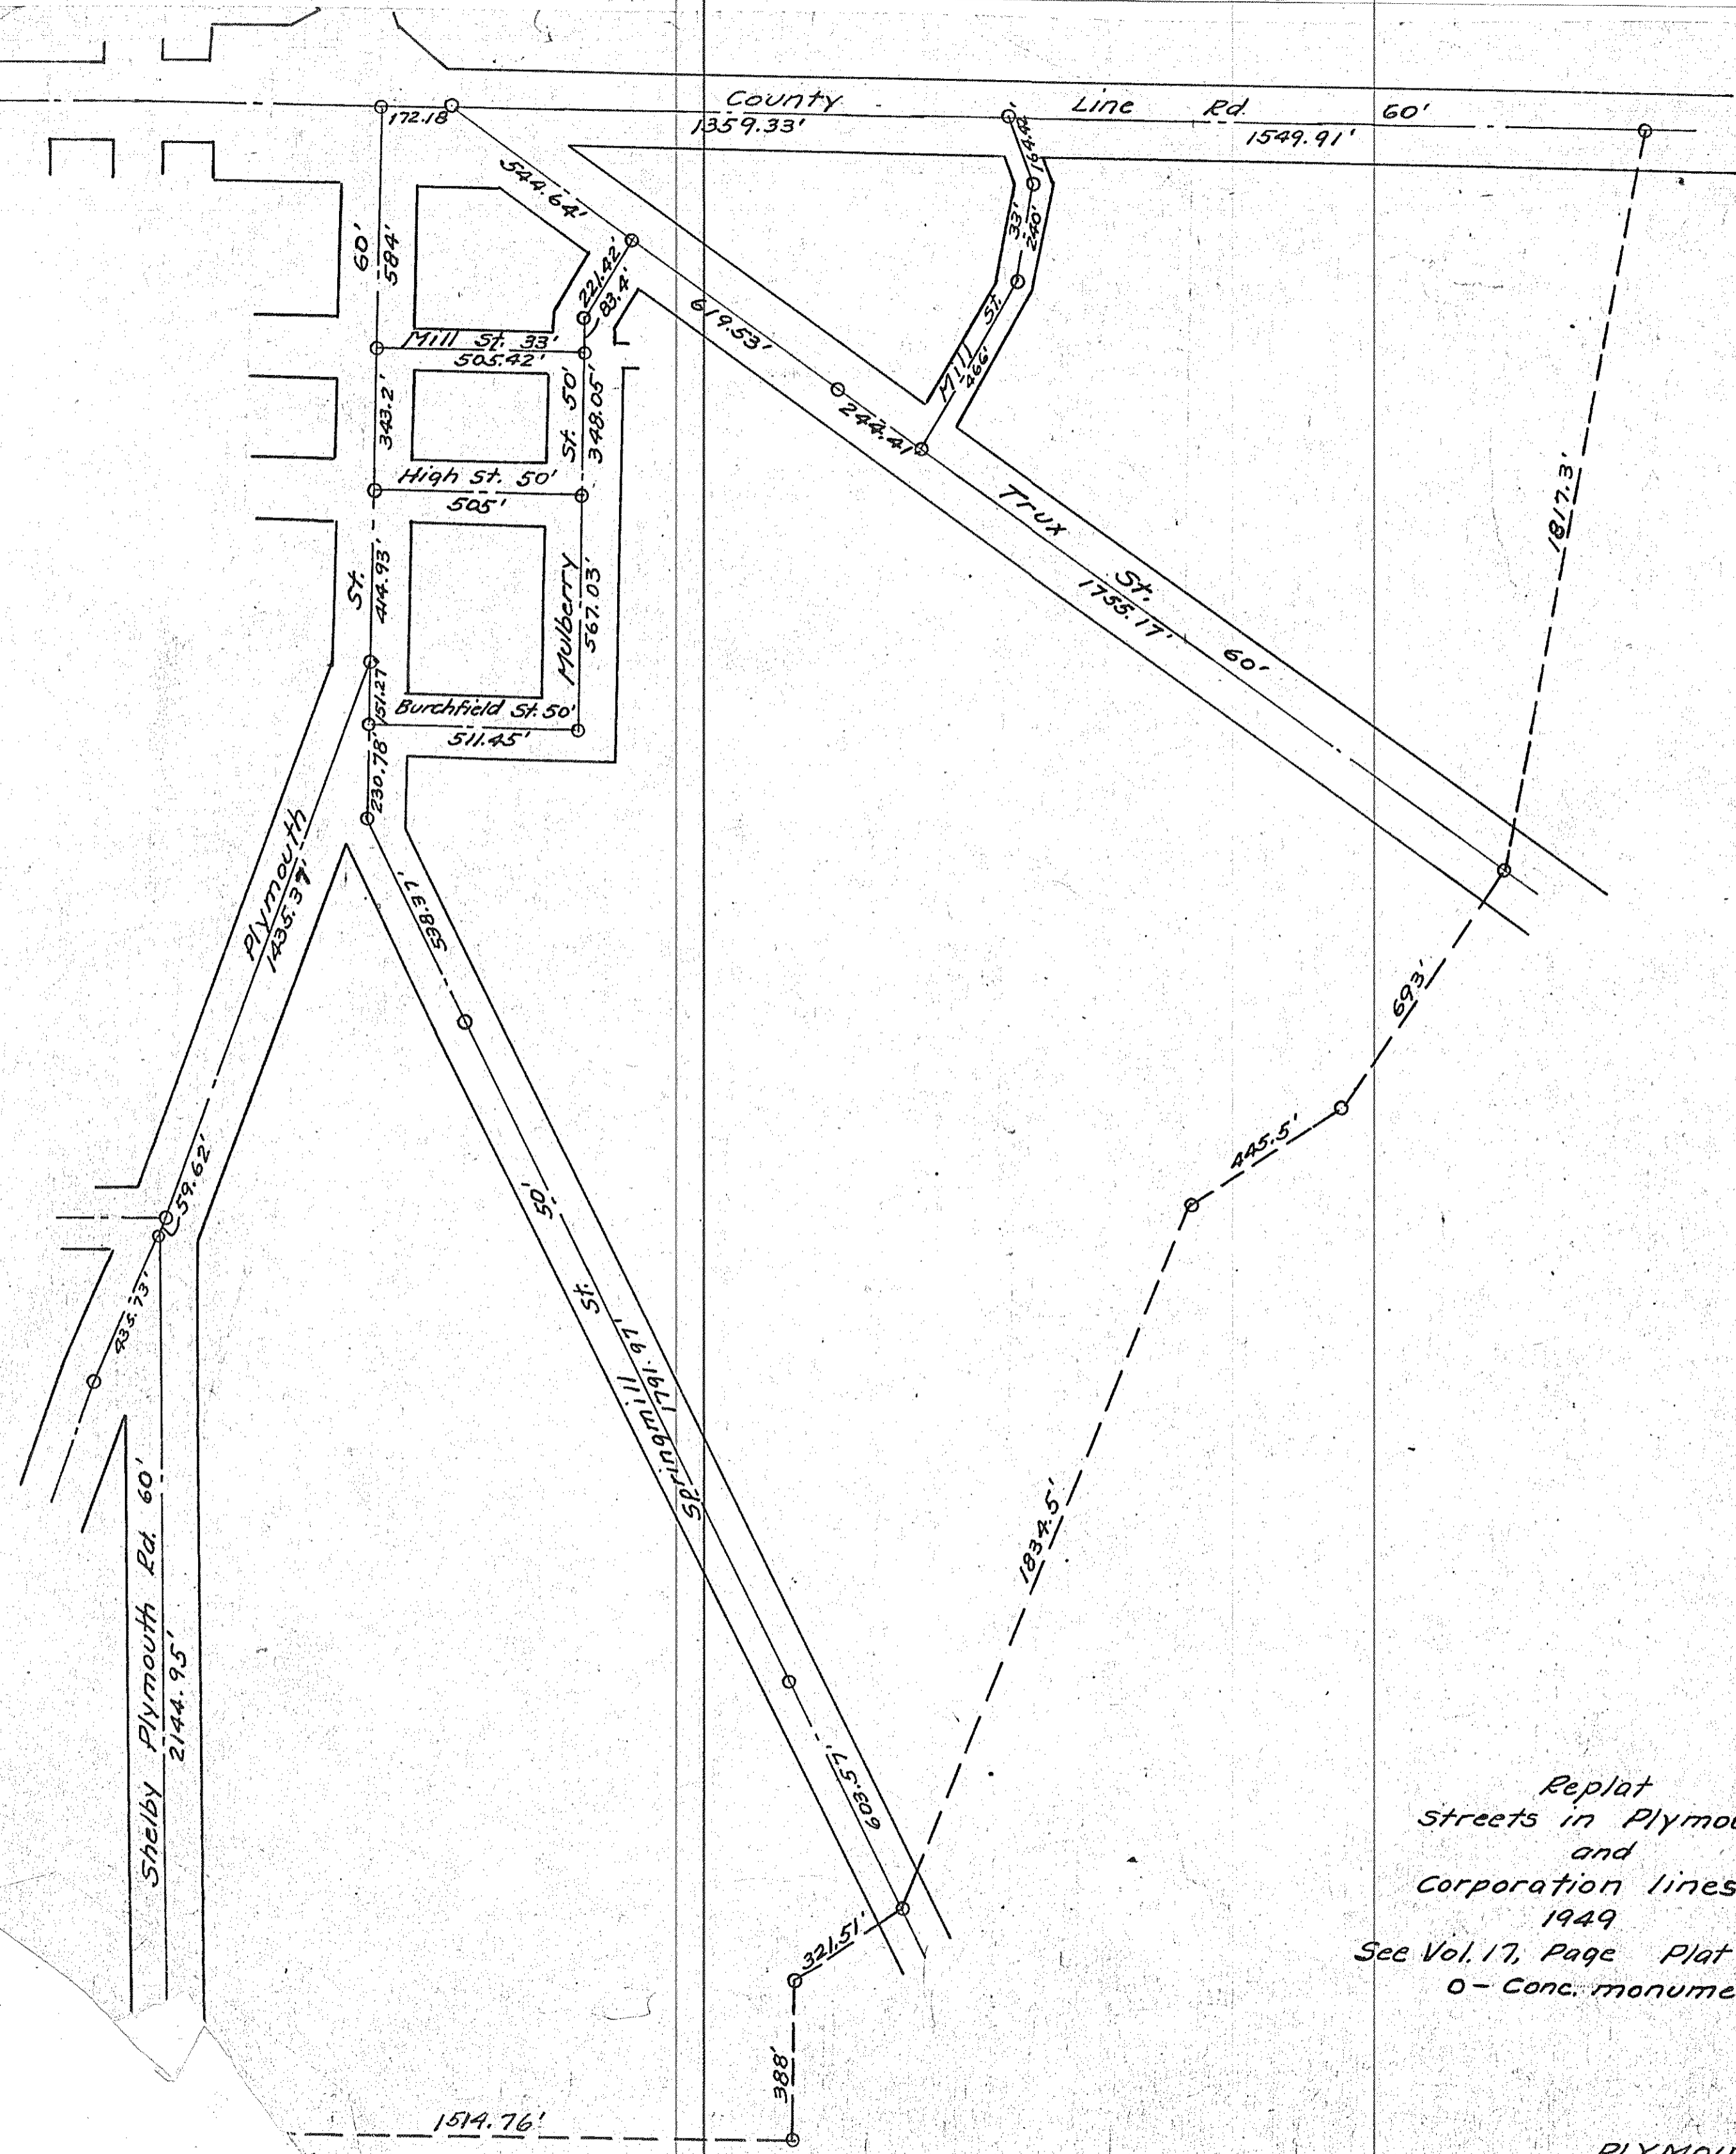 County Line Rd. 60'
172.18
1359.33'
1549.91'
544.64'
60'
584'
221.42'
83.4'
33'
240'
619.53'
Mill St.
466'
Mill St. 33'
505.42'
343.2'
St. 50'
348.05'
244.41'
High St. 50'
505'
Trux St. 60'
1755.17'
1817.3'
St.
414.93'
Mulberry
567.03'
151.27'
Burchfield St. 50'
511.45'
230.78'
Plymouth
538.37'
693'
445.5'
59.62'
435.73'
50'
St.
1791.97'
Springmill
1834.5'
Shelby Plymouth Rd. 60'
2144.95'
603.57'
321.51'
388'
1514.76'
Replat
Streets in Plymou
and
Corporation lines
1949
See Vol. 17, Page Plat
O - Conc. monume
PLYMOU